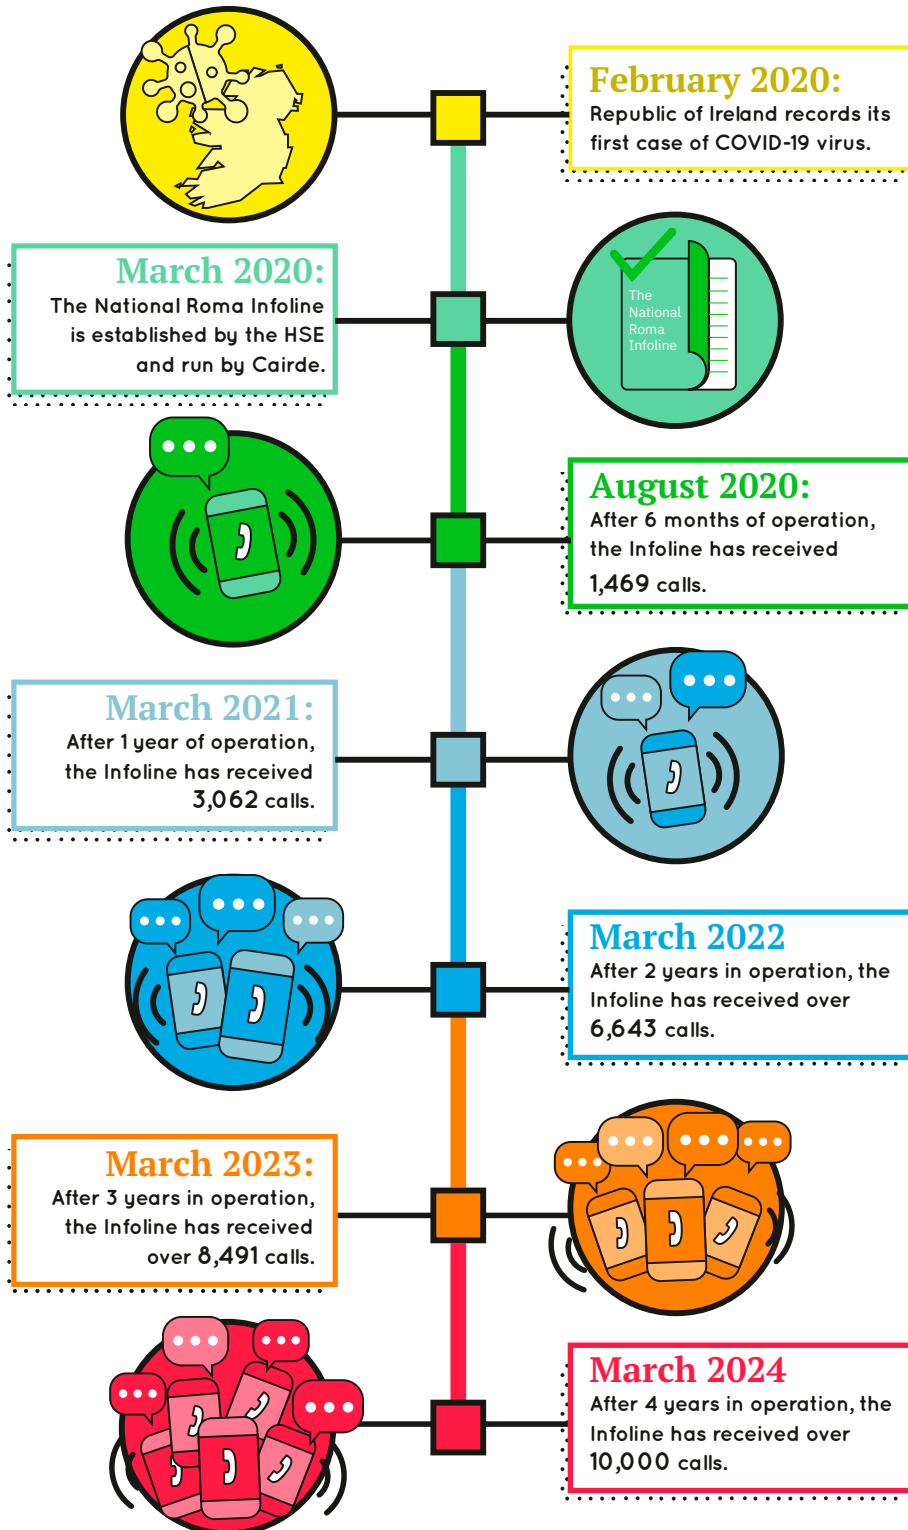 February 2020:
Republic of Ireland records its
first case of COVID-19 virus.
March 2020:
The National Roma Infoline
is established by the HSE
and run by Cairde.
The
National
Roma
Infoline
August 2020:
After 6 months of operation,
the Infoline has received
1,469 calls.
March 2021:
After 1 year of operation,
the Infoline has received
3,062 calls.
March 2022
After 2 years in operation, the
Infoline has received over
6,643 calls.
March 2023:
After 3 years in operation,
the Infoline has received
over 8,491 calls.
March 2024
After 4 years in operation, the
Infoline has received over
10,000 calls.